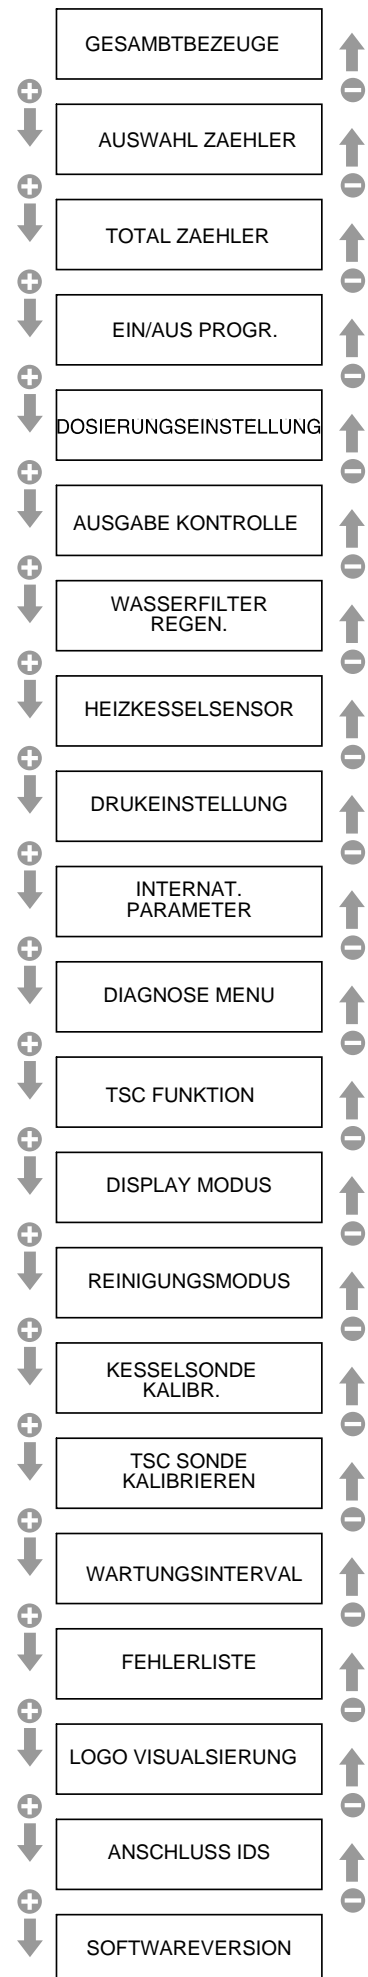 GESAMBTBEZEUGE
AUSWAHL ZAEHLER
TOTAL ZAEHLER
EIN/AUS PROGR.
DOSIERUNGSEINSTELLUNG
AUSGABE KONTROLLE
WASSERFILTER
REGEN.
HEIZKESSELSENSOR
DRUKEINSTELLUNG
INTERNAT.
PARAMETER
DIAGNOSE MENU
TSC FUNKTION
DISPLAY MODUS
REINIGUNGSMODUS
KESSELSONDE
KALIBR.
TSC SONDE
KALIBRIEREN
WARTUNGSINTERVAL
FEHLERLISTE
LOGO VISUALSIERUNG
ANSCHLUSS IDS
SOFTWAREVERSION